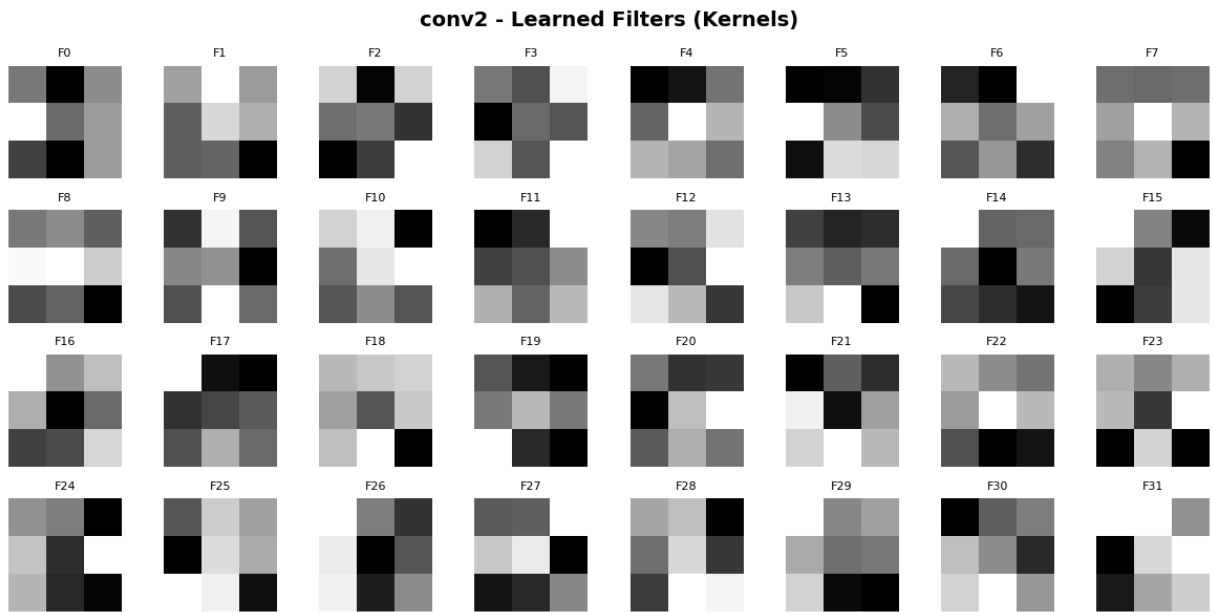 conv2 - Learned Filters (Kernels)
F0 F1 F2 F3 F4 F5 F6 F7
F8 F9 F10 F11 F12 F13 F14 F15
F16 F17 F18 F19 F20 F21 F22 F23
F24 F25 F26 F27 F28 F29 F30 F31